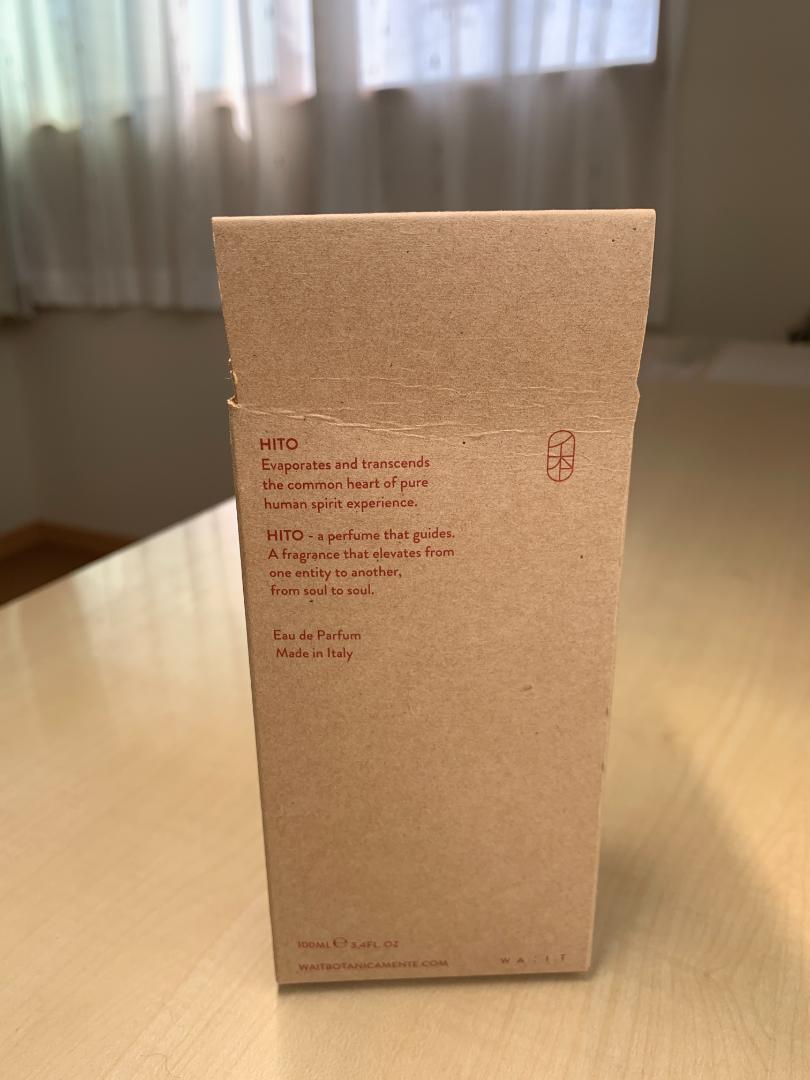 HITO
Evaporates and transcends
the common heart of pure
human spirit experience.
HITO - a perfume that guides.
A fragrance that elevates from
one entity to another,
from soul to soul.
Eau de Parfum
Made in Italy
100ML ℮ 3,4FL. OZ
WAITBOTANICAMENTE.COM
WA:IT